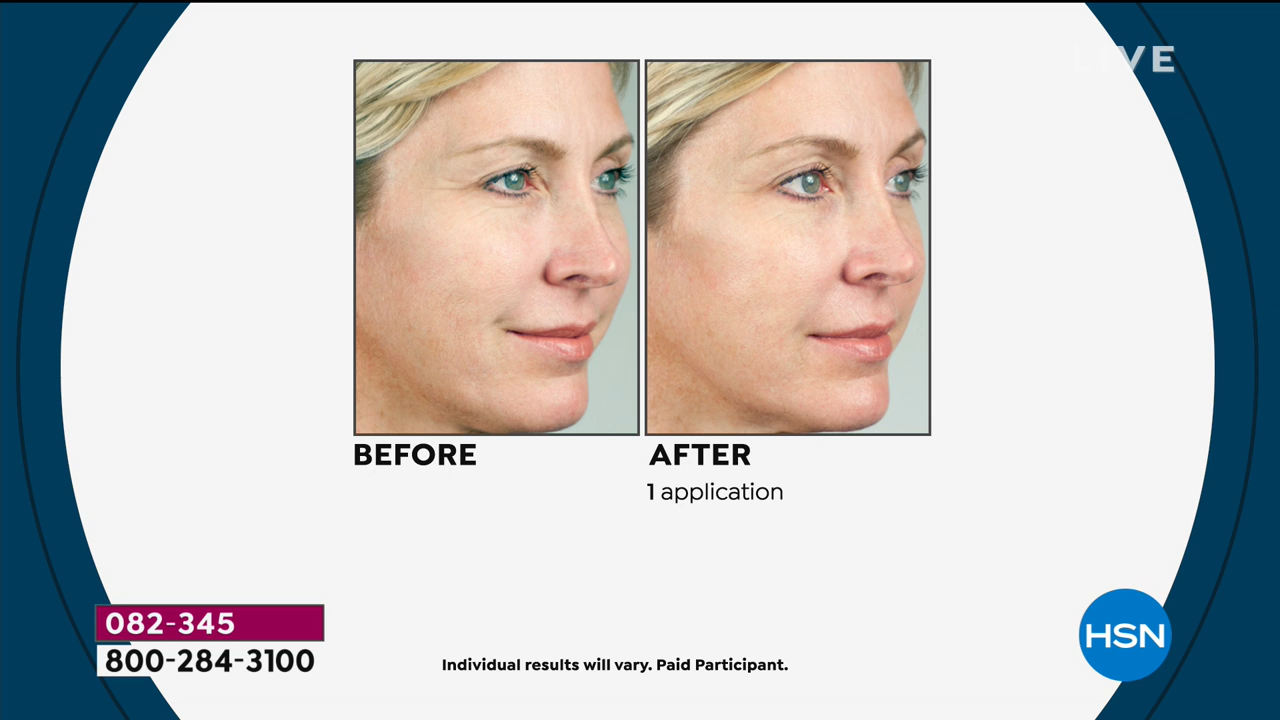 LIVE
BEFORE
AFTER
1 application
082-345
800-284-3100
Individual results will vary. Paid Participant.
HSN